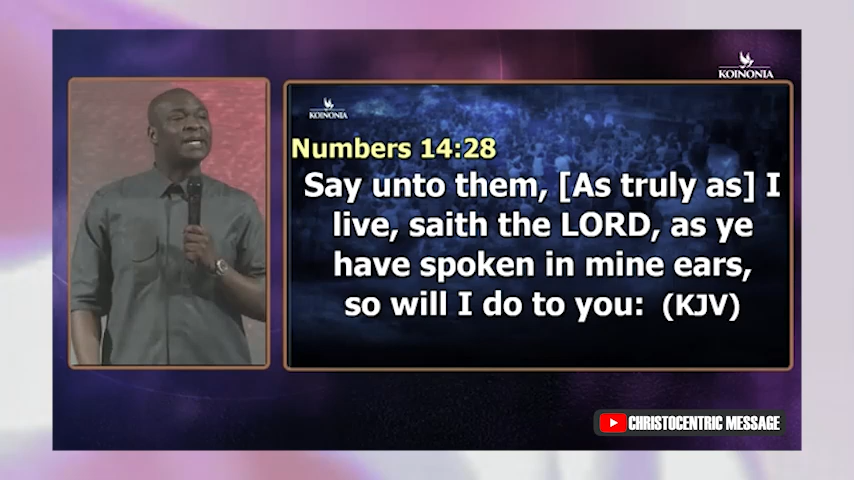 KOINONIA
KOINONIA
Numbers 14:28
Say unto them, [As truly as] I
live, saith the LORD, as ye
have spoken in mine ears,
so will I do to you: (KJV)
CHRISTOCENTRIC MESSAGE